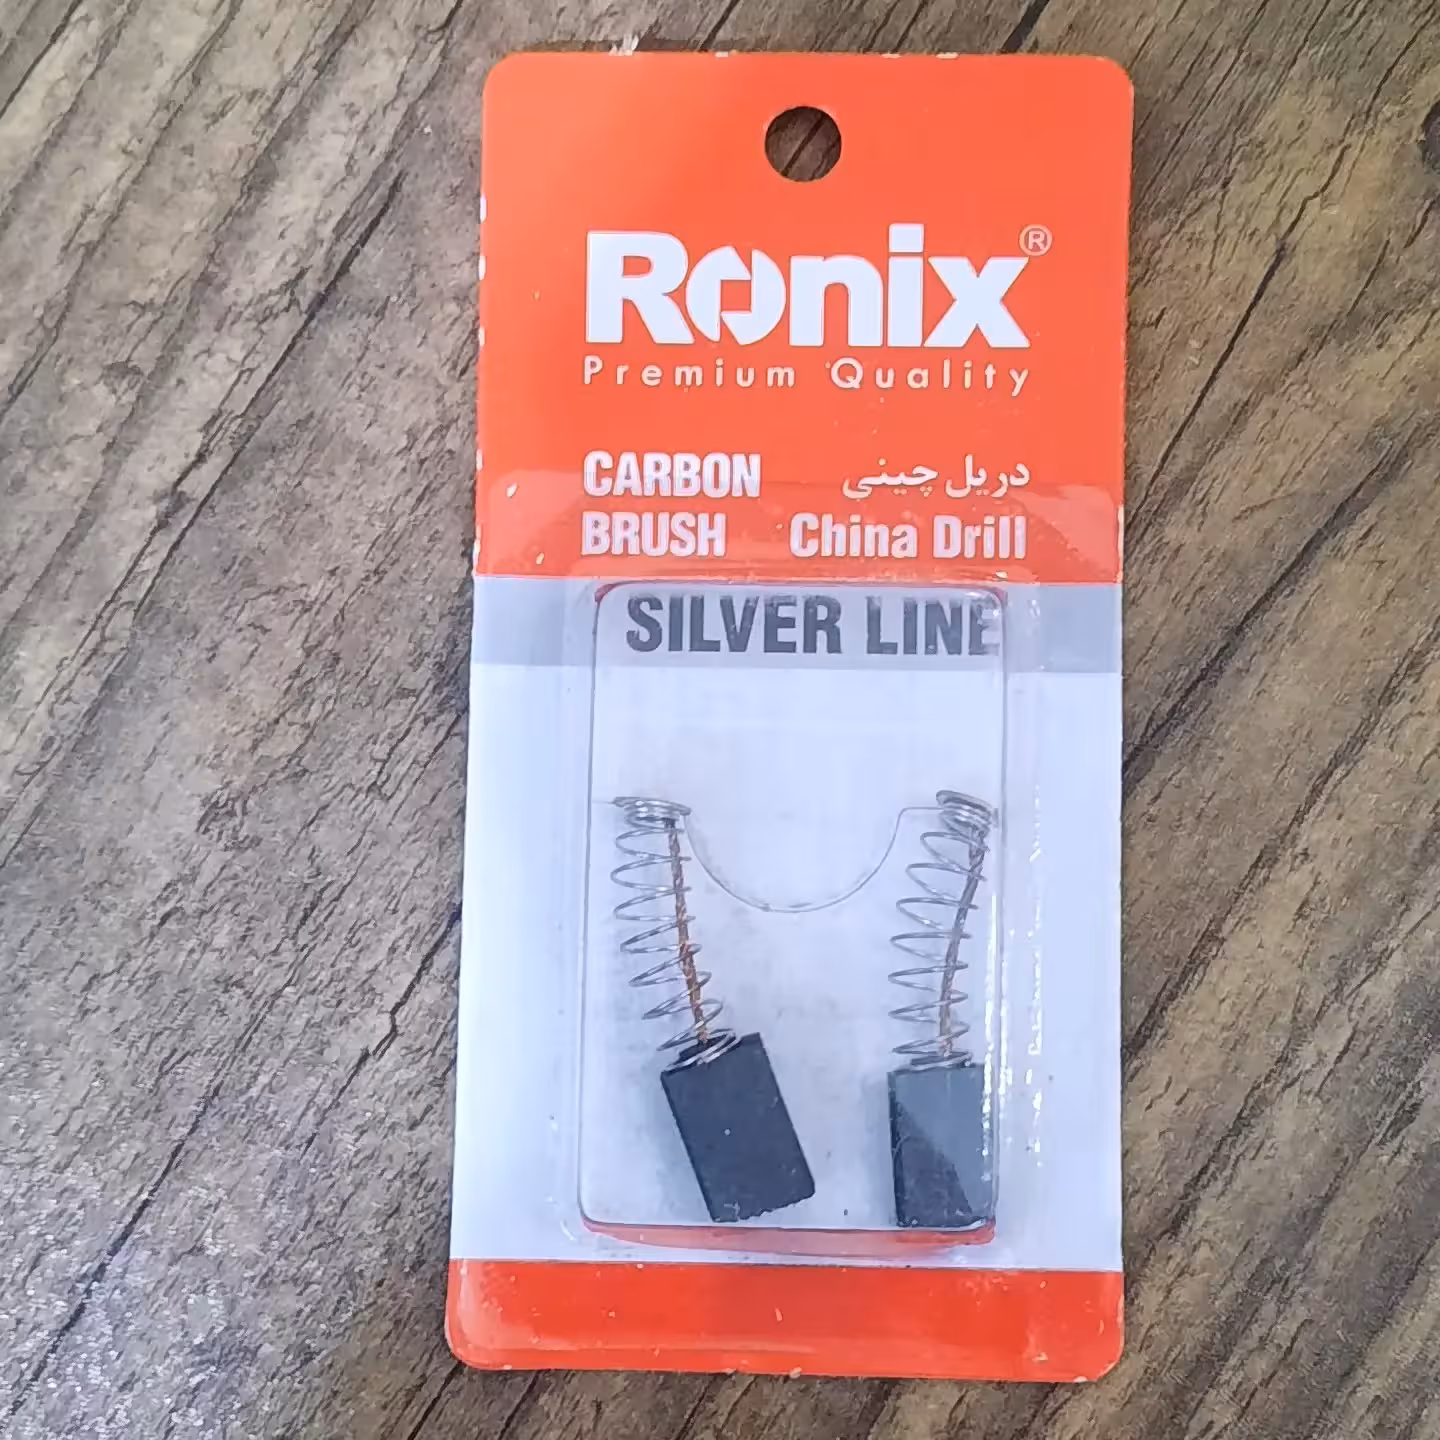 Ronix®
Premium Quality
CARBON دریل چینی
BRUSH China Drill
SILVER LINE